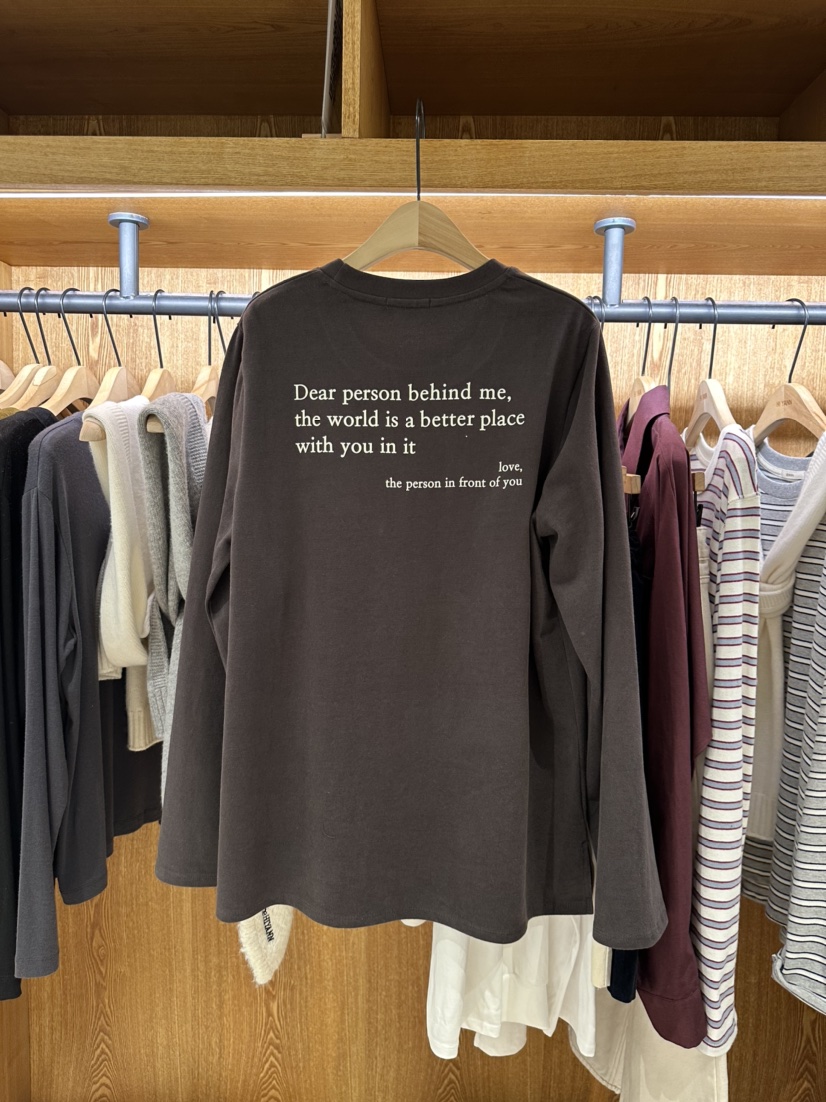 Dear person behind me,
the world is a better place
with you in it
love,
the person in front of you